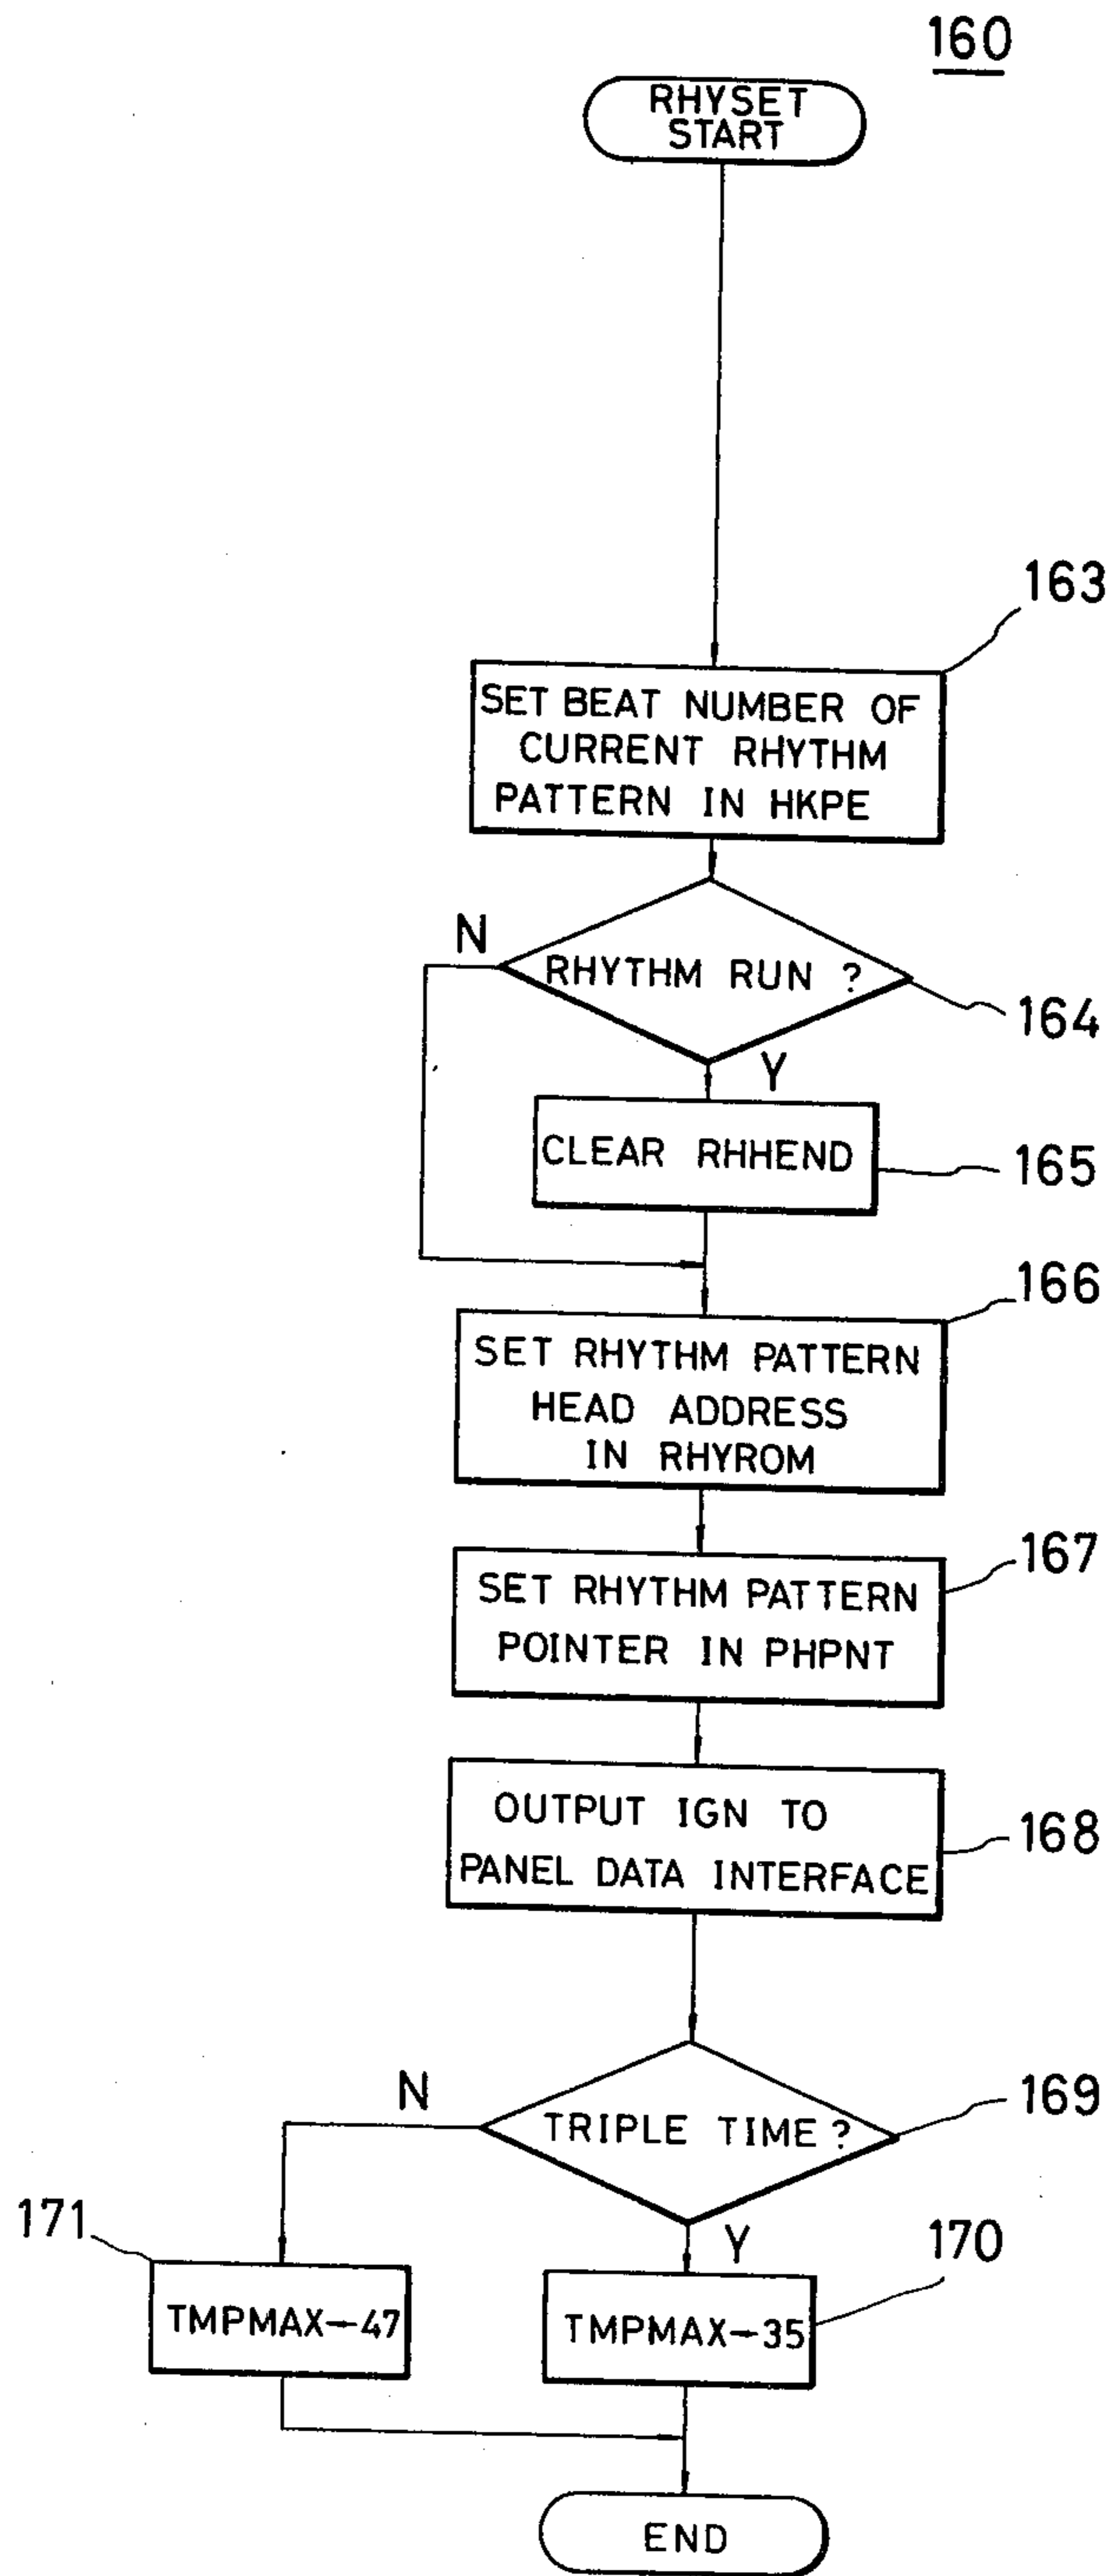 160
RHYSET
START
163
SET BEAT NUMBER OF
CURRENT RHYTHM
PATTERN IN HKPE
N
RHYTHM RUN ?
164
Y
CLEAR RHHEND
165
166
SET RHYTHM PATTERN
HEAD ADDRESS
IN RHYROM
167
SET RHYTHM PATTERN
POINTER IN PHPNT
OUTPUT IGN TO
PANEL DATA INTERFACE
168
N
TRIPLE TIME ?
169
171
Y
170
TMPMAX←47
TMPMAX←35
END